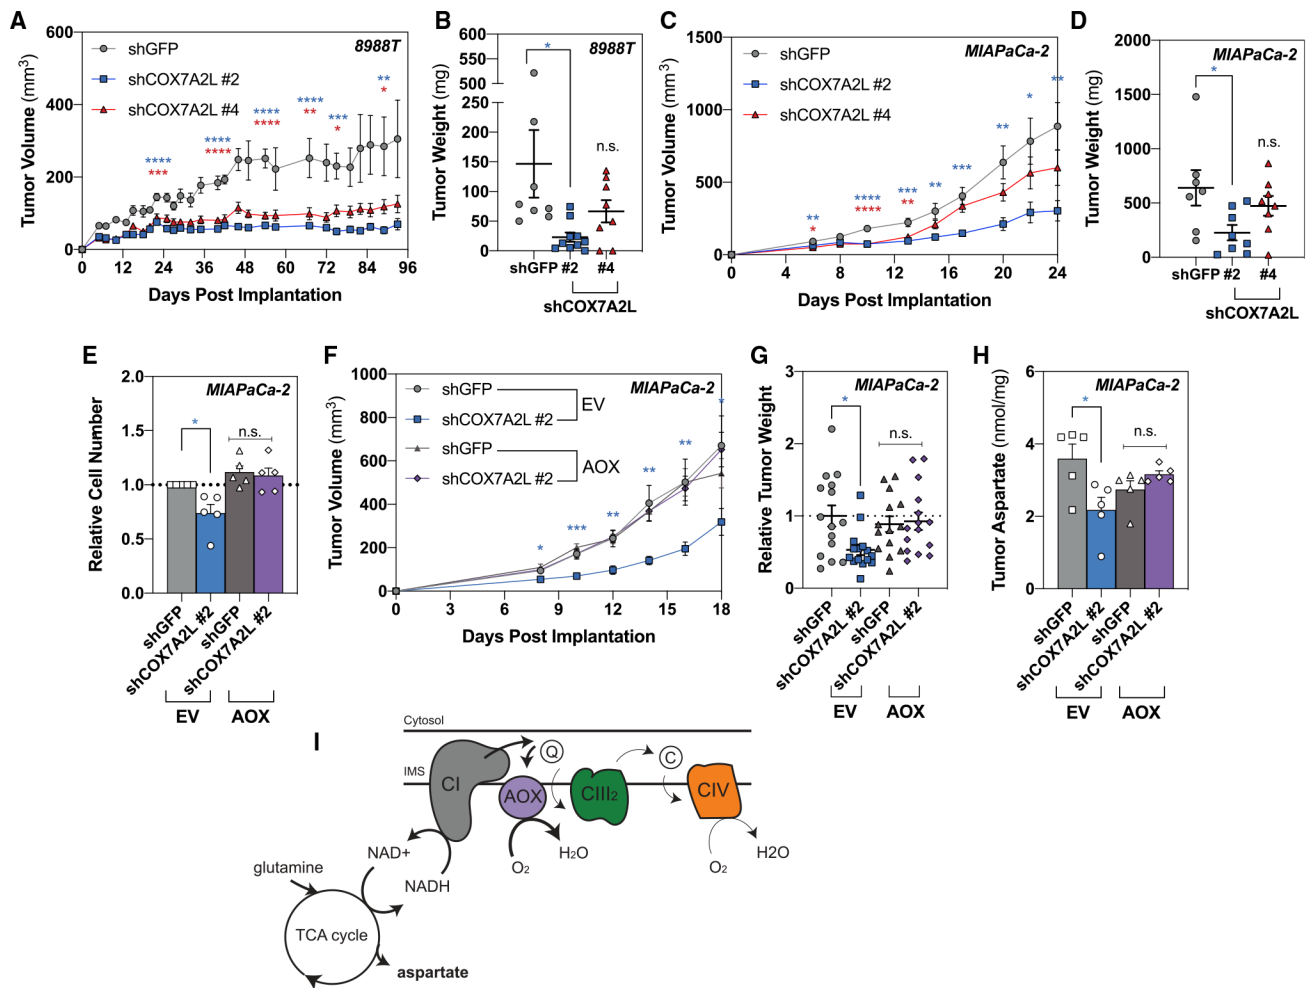 A
Tumor Volume (mm3)
600
400
200
0
shGFP
shCOX7A2L #2
shCOX7A2L #4
8988T
****
***
****
****
****
****
****
**
***
*
**
*
0 12 24 36 48 60 72 84 96
Days Post Implantation
B
Tumor Weight (mg)
600
550
500
250
200
150
100
50
0
8988T
*
n.s.
shGFP #2 #4
shCOX7A2L
C
Tumor Volume (mm3)
1500
1000
500
0
shGFP
shCOX7A2L #2
shCOX7A2L #4
MIAPaCa-2
**
*
****
****
***
**
**
***
**
*
**
0 4 8 12 16 20 24
Days Post Implantation
D
Tumor Weight (mg)
2000
1500
1000
500
0
MIAPaCa-2
*
n.s.
shGFP #2 #4
shCOX7A2L
E
Relative Cell Number
2.0
1.5
1.0
0.5
0.0
MIAPaCa-2
*
n.s.
shGFP
shCOX7A2L #2
shGFP
shCOX7A2L #2
EV
AOX
F
Tumor Volume (mm3)
1000
800
600
400
200
0
shGFP
shCOX7A2L #2
EV
shGFP
shCOX7A2L #2
AOX
MIAPaCa-2
*
***
**
**
**
*
0 3 6 9 12 15 18
Days Post Implantation
G
Relative Tumor Weight
3
2
1
0
MIAPaCa-2
*
n.s.
shGFP
shCOX7A2L #2
shGFP
shCOX7A2L #2
EV
AOX
H
Tumor Aspartate (nmol/mg)
6
4
2
0
MIAPaCa-2
*
n.s.
shGFP
shCOX7A2L #2
shGFP
shCOX7A2L #2
EV
AOX
I
Cytosol
IMS
CI
Q
AOX
CIII2
C
CIV
NAD+
NADH
O2
H2O
O2
H2O
glutamine
TCA cycle
aspartate